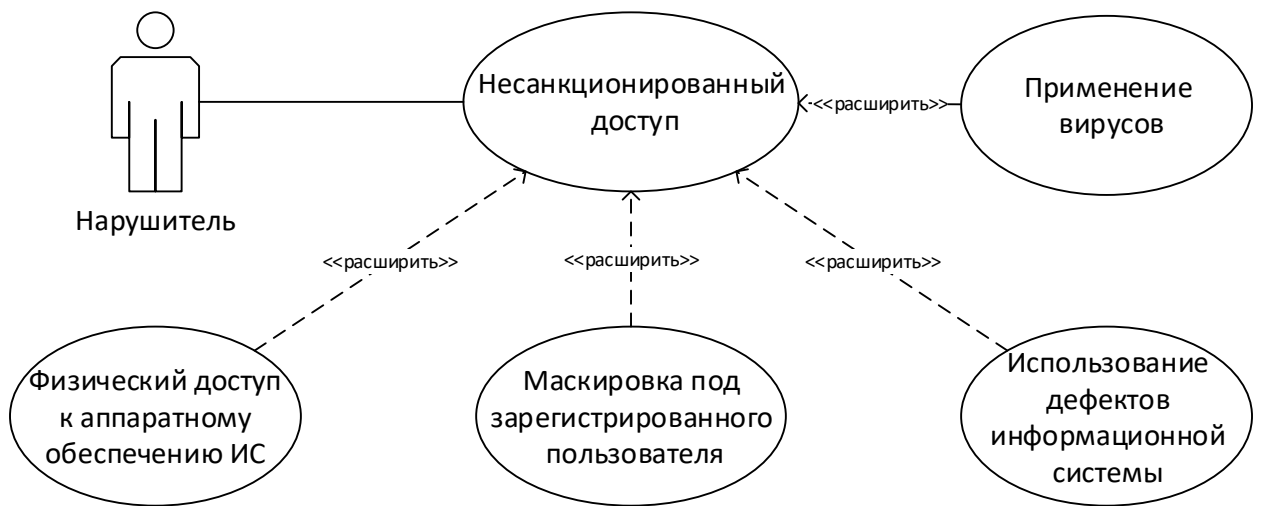 Несанкционированный
доступ
<<расширить>>
Применение
вирусов
Нарушитель
<<расширить>>
<<расширить>>
<<расширить>>
Физический доступ
к аппаратному
обеспечению ИС
Маскировка под
зарегистрированного
пользователя
Использование
дефектов
информационной
системы